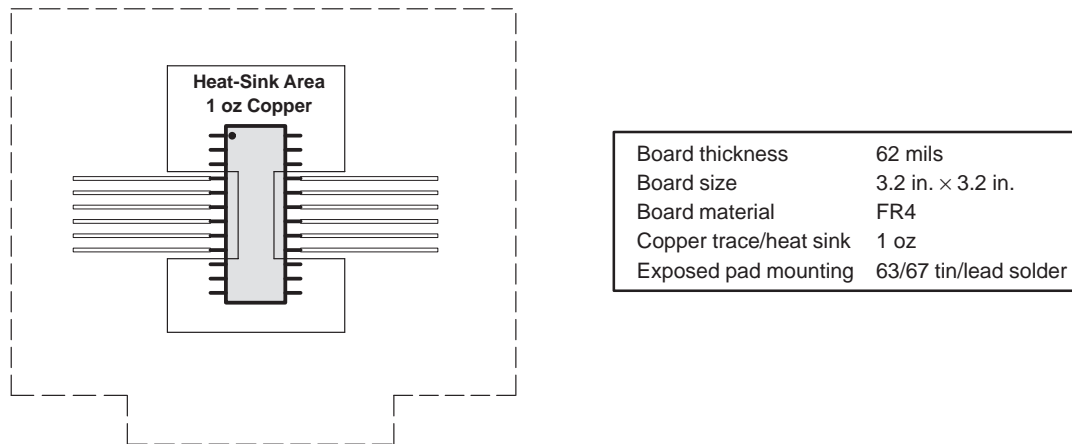 Heat-Sink Area
1 oz Copper
Board thickness 62 mils
Board size 3.2 in. × 3.2 in.
Board material FR4
Copper trace/heat sink 1 oz
Exposed pad mounting 63/67 tin/lead solder